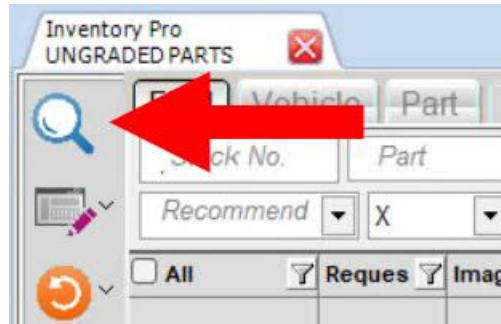 Inventory Pro
UNGRADED PARTS
Vehicle Part
Stock No. Part
Recommend X
All Reques Imag